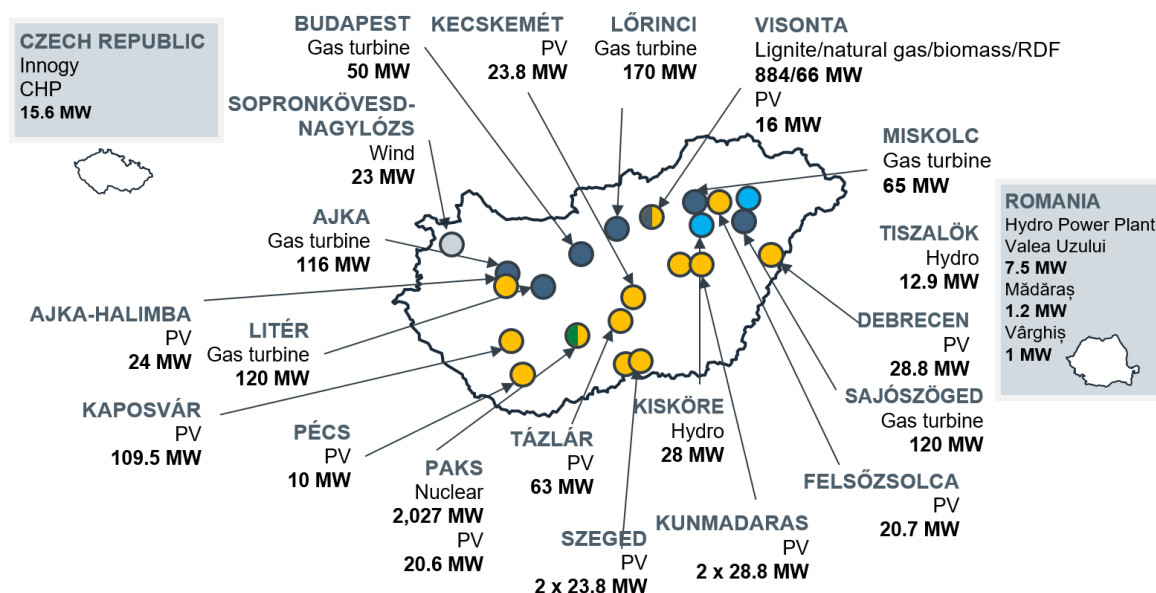 CZECH REPUBLIC
Innogy
CHP
15.6 MW
BUDAPEST
Gas turbine
50 MW
KECSKEMÉT
PV
23.8 MW
LŐRINCI
Gas turbine
170 MW
VISONTA
Lignite/natural gas/biomass/RDF
884/66 MW
PV
16 MW
SOPRONKÖVESD-
NAGYLÓZS
Wind
23 MW
MISKOLC
Gas turbine
65 MW
ROMANIA
Hydro Power Plant
Valea Uzului
7.5 MW
Mădăraș
1.2 MW
Vârghiș
1 MW
AJKA
Gas turbine
116 MW
TISZALÖK
Hydro
12.9 MW
AJKA-HALIMBA
PV
24 MW
LITÉR
Gas turbine
120 MW
DEBRECEN
PV
28.8 MW
KAPOSVÁR
PV
109.5 MW
PÉCS
PV
10 MW
PAKS
Nuclear
2,027 MW
PV
20.6 MW
TÁZLÁR
PV
63 MW
KISKÖRE
Hydro
28 MW
SAJÓSZÖGED
Gas turbine
120 MW
SZEGED
PV
2 x 23.8 MW
KUNMADARAS
PV
2 x 28.8 MW
FELSŐZSOLCA
PV
20.7 MW